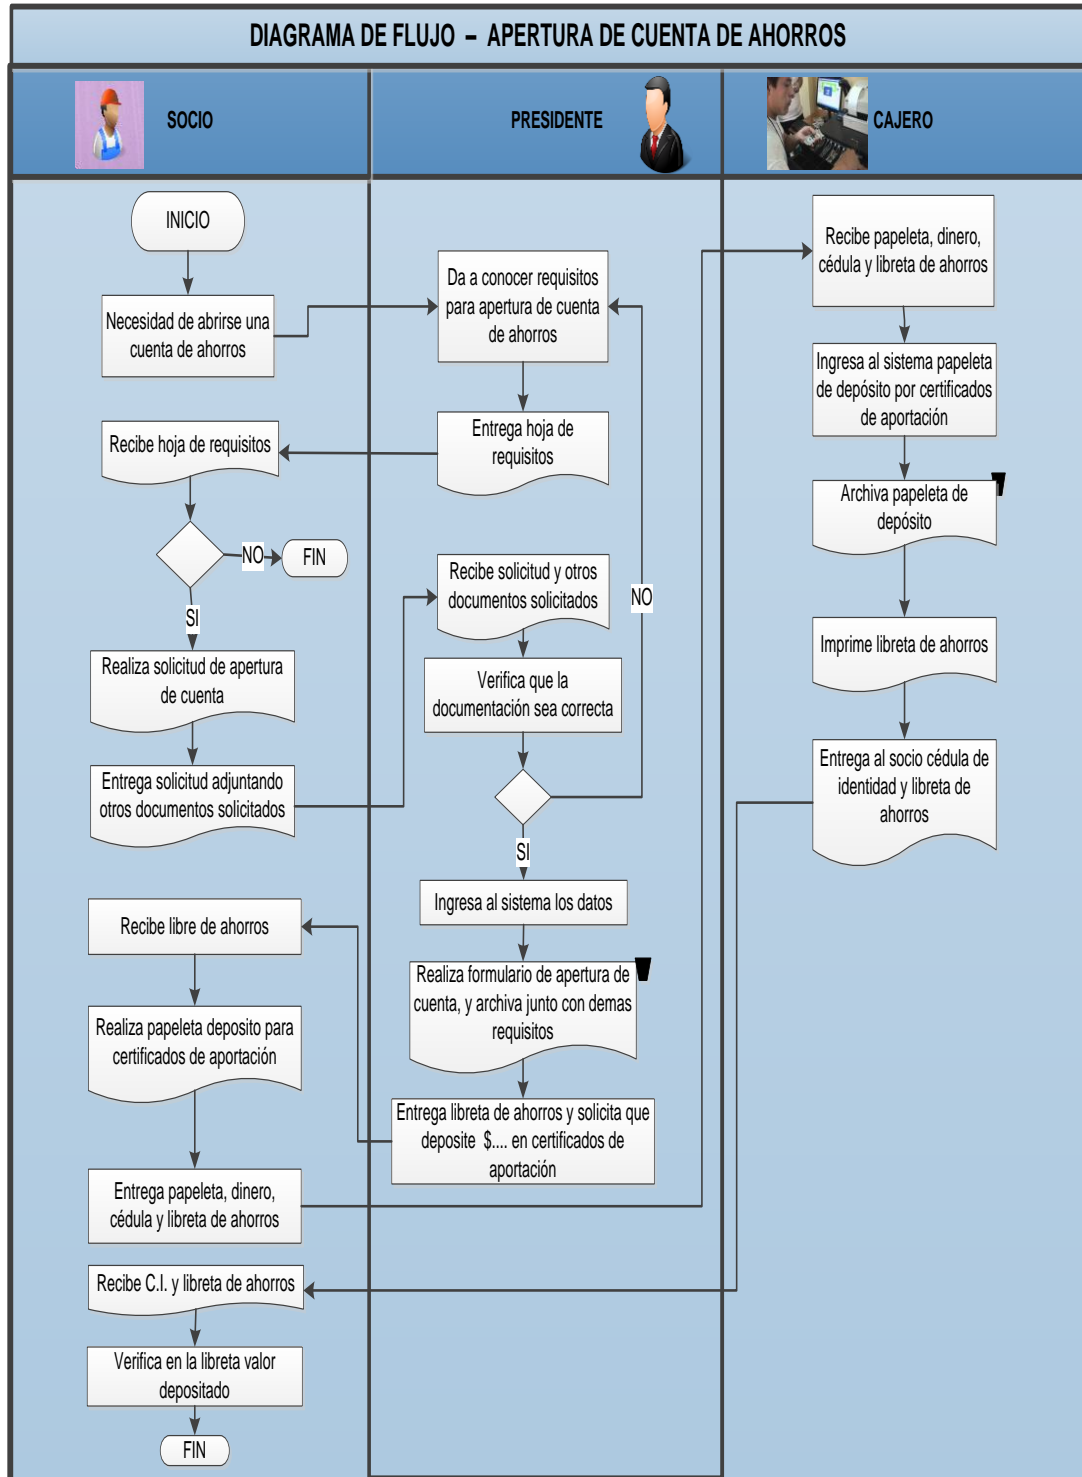 DIAGRAMA DE FLUJO – APERTURA DE CUENTA DE AHORROS
SOCIO
PRESIDENTE
CAJERO
INICIO
Necesidad de abrirse una
cuenta de ahorros
Recibe hoja de requisitos
NO
FIN
SI
Realiza solicitud de apertura
de cuenta
Entrega solicitud adjuntando
otros documentos solicitados
Recibe libre de ahorros
Realiza papeleta deposito para
certificados de aportación
Entrega papeleta, dinero,
cédula y libreta de ahorros
Recibe C.I. y libreta de ahorros
Verifica en la libreta valor
depositado
FIN
Da a conocer requisitos
para apertura de cuenta
de ahorros
Entrega hoja de
requisitos
Recibe solicitud y otros
documentos solicitados
NO
Verifica que la
documentación sea correcta
SI
Ingresa al sistema los datos
Realiza formulario de apertura de
cuenta, y archiva junto con demas
requisitos
Entrega libreta de ahorros y solicita que
deposite $.... en certificados de
aportación
Recibe papeleta, dinero,
cédula y libreta de ahorros
Ingresa al sistema papeleta
de depósito por certificados
de aportación
Archiva papeleta de
depósito
Imprime libreta de ahorros
Entrega al socio cédula de
identidad y libreta de
ahorros